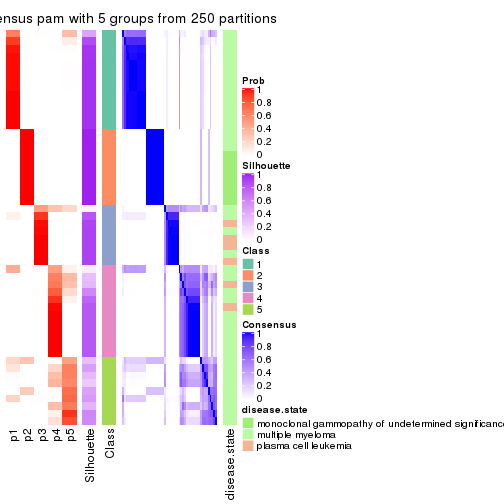 ensus pam with 5 groups from 250 partitions
Prob
1
0.8
0.6
0.4
0.2
0
Silhouette
1
0.8
0.6
0.4
0.2
0
Class
1
2
3
4
5
Consensus
1
0.8
0.6
0.4
0.2
0
disease.state
monoclonal gammopathy of undetermined significance
multiple myeloma
plasma cell leukemia
p1
p2
p3
p4
p5
Silhouette
Class
disease.state